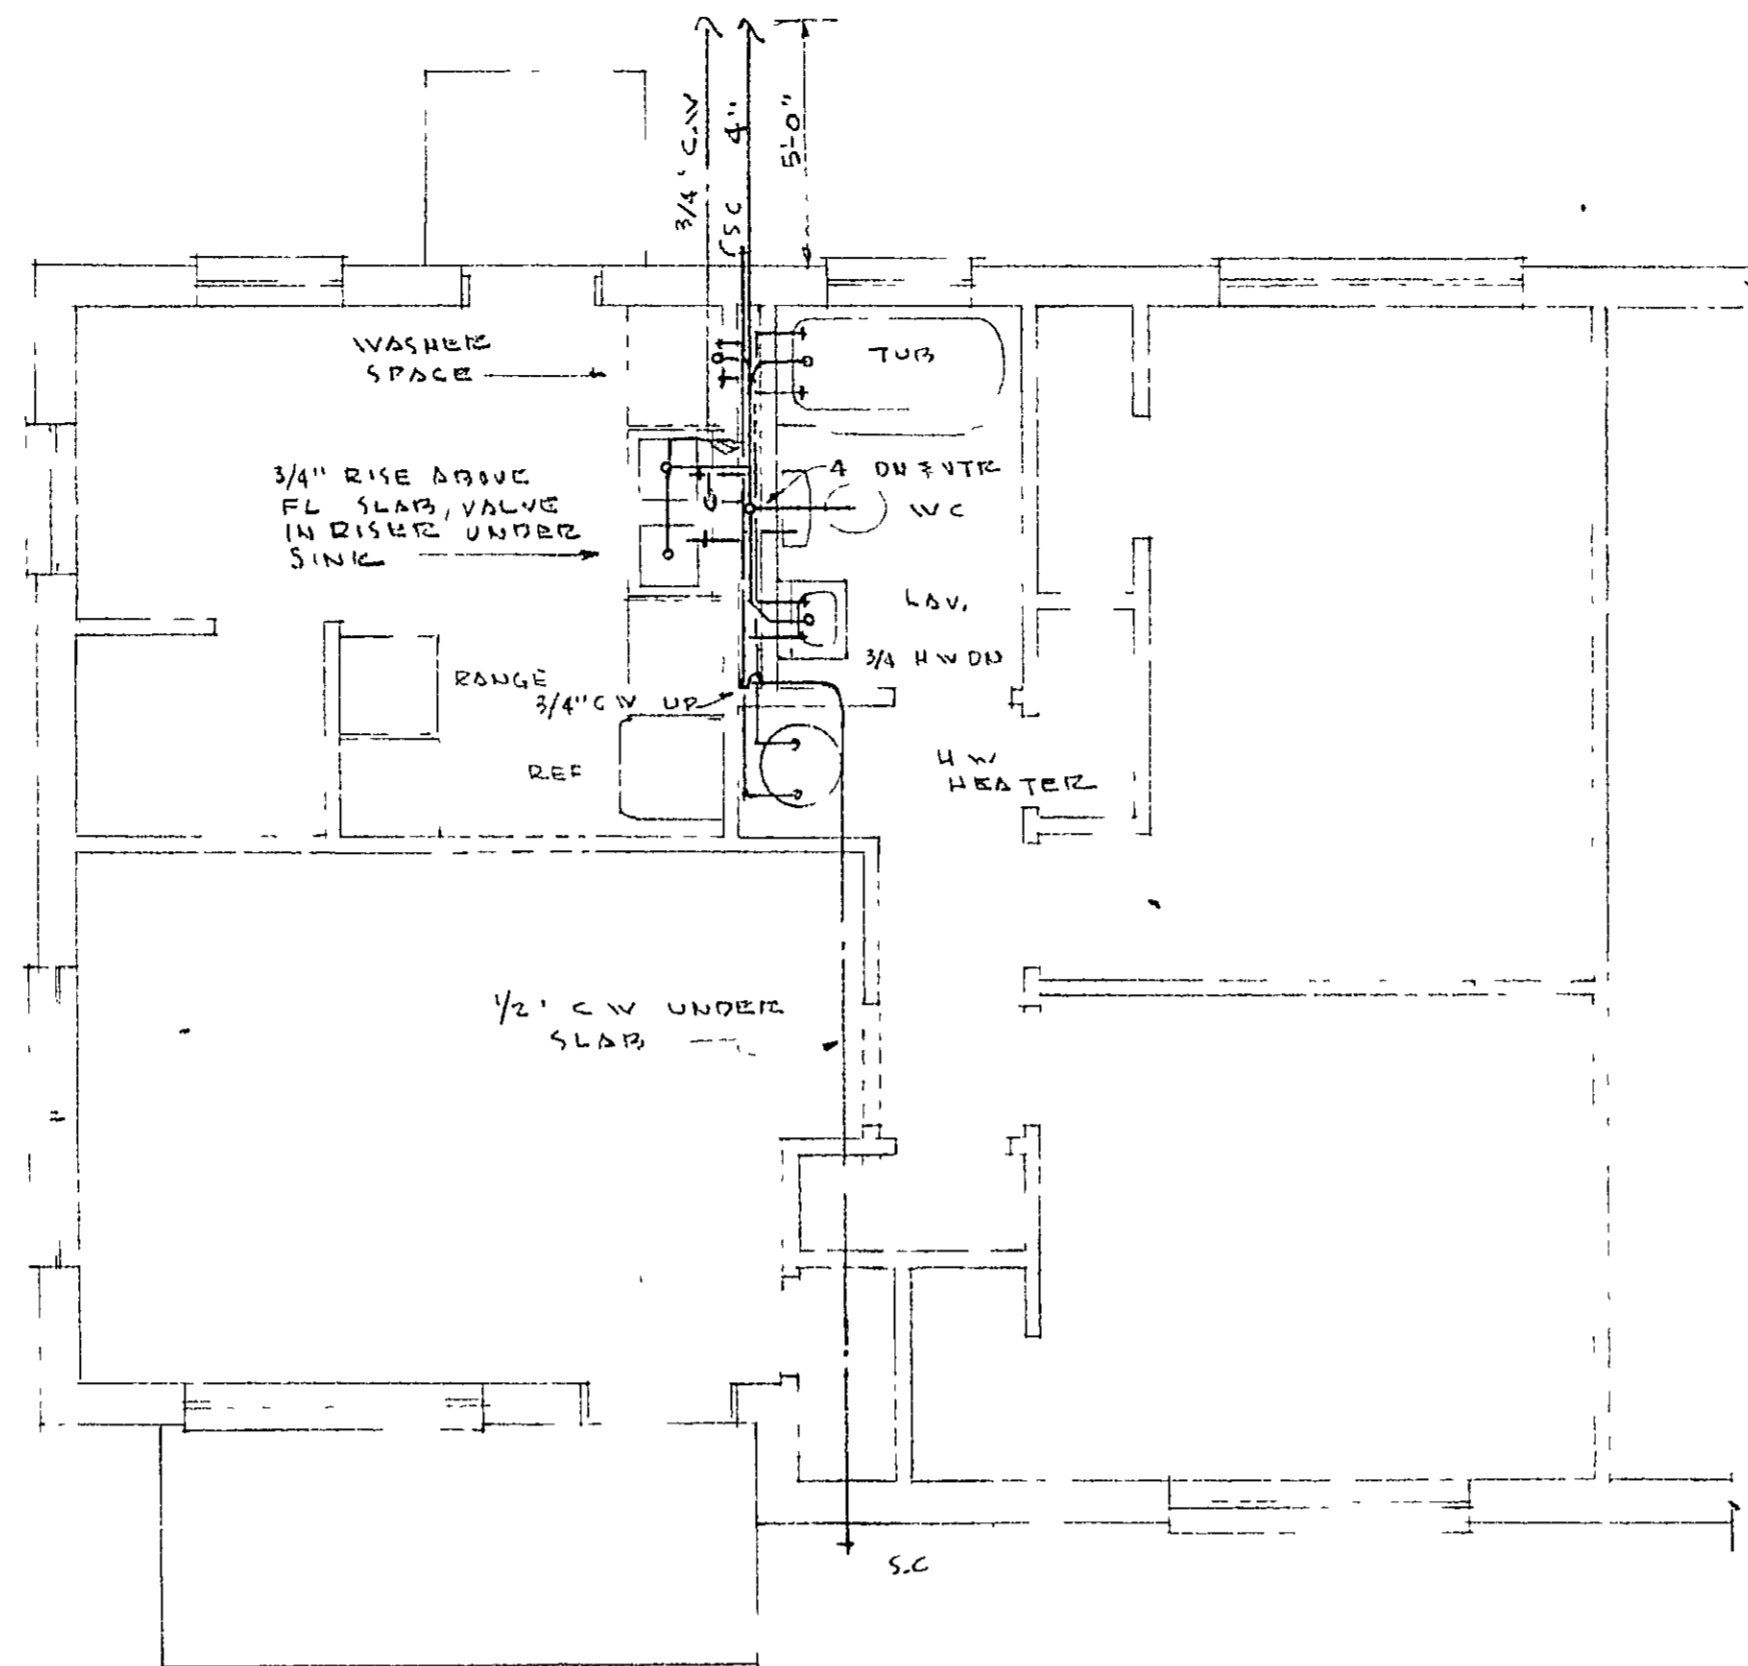 3/4" C.W
S C 4"
5'-0"
WASHER
SPACE
TUB
3/4" RISE ABOVE
FL SLAB, VALVE
IN RISER UNDER
SINK
4 DN & VTR
WC
LAV.
3/4 HW DN
RANGE
3/4" C W UP
REF
H W
HEATER
1/2" C W UNDER
SLAB
S.C